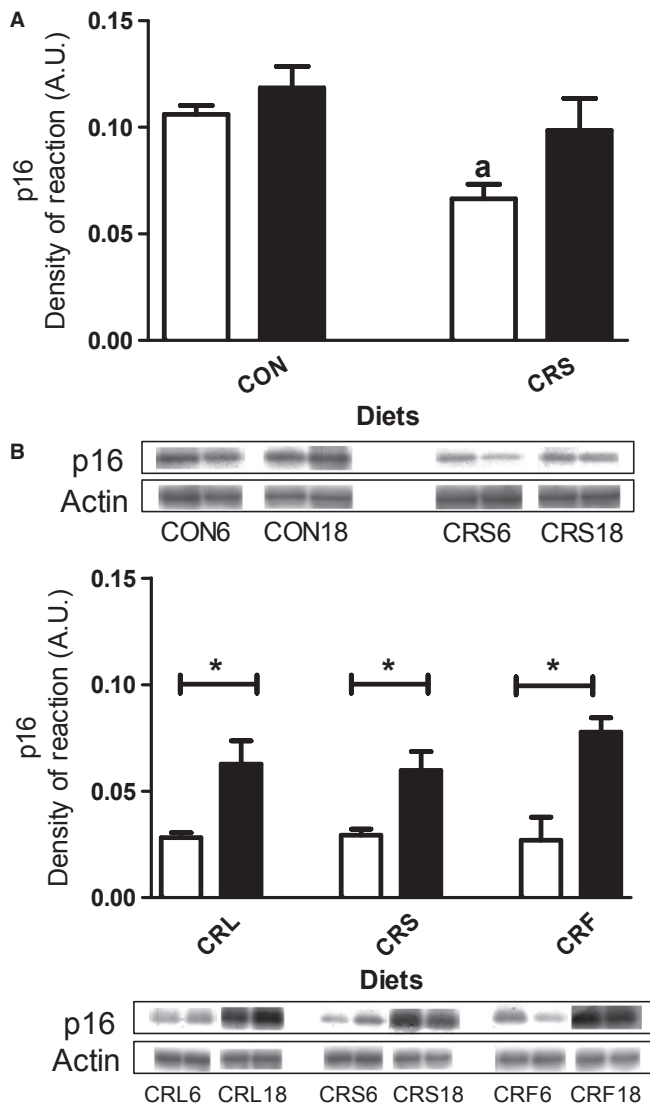 A
0.15
0.10
0.05
0.00
p16
Density of reaction (A.U.)
a
CON
CRS
Diets
B
p16
Actin
CON6 CON18 CRS6 CRS18
0.15
0.10
0.05
0.00
p16
Density of reaction (A.U.)
* * *
CRL
CRS
CRF
Diets
p16
Actin
CRL6 CRL18 CRS6 CRS18 CRF6 CRF18